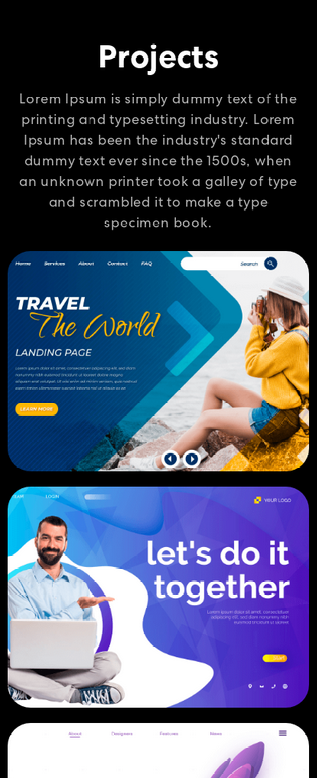 Projects
Lorem Ipsum is simply dummy text of the
printing and typesetting industry. Lorem
Ipsum has been the industry's standard
dummy text ever since the 1500s, when
an unknown printer took a galley of type
and scrambled it to make a type
specimen book.
Home Services About Contact FAQ Search
TRAVEL
The World
LANDING PAGE
LEARN MORE
LOGIN YOUR LOGO
let's do it
together
About Designers Features News